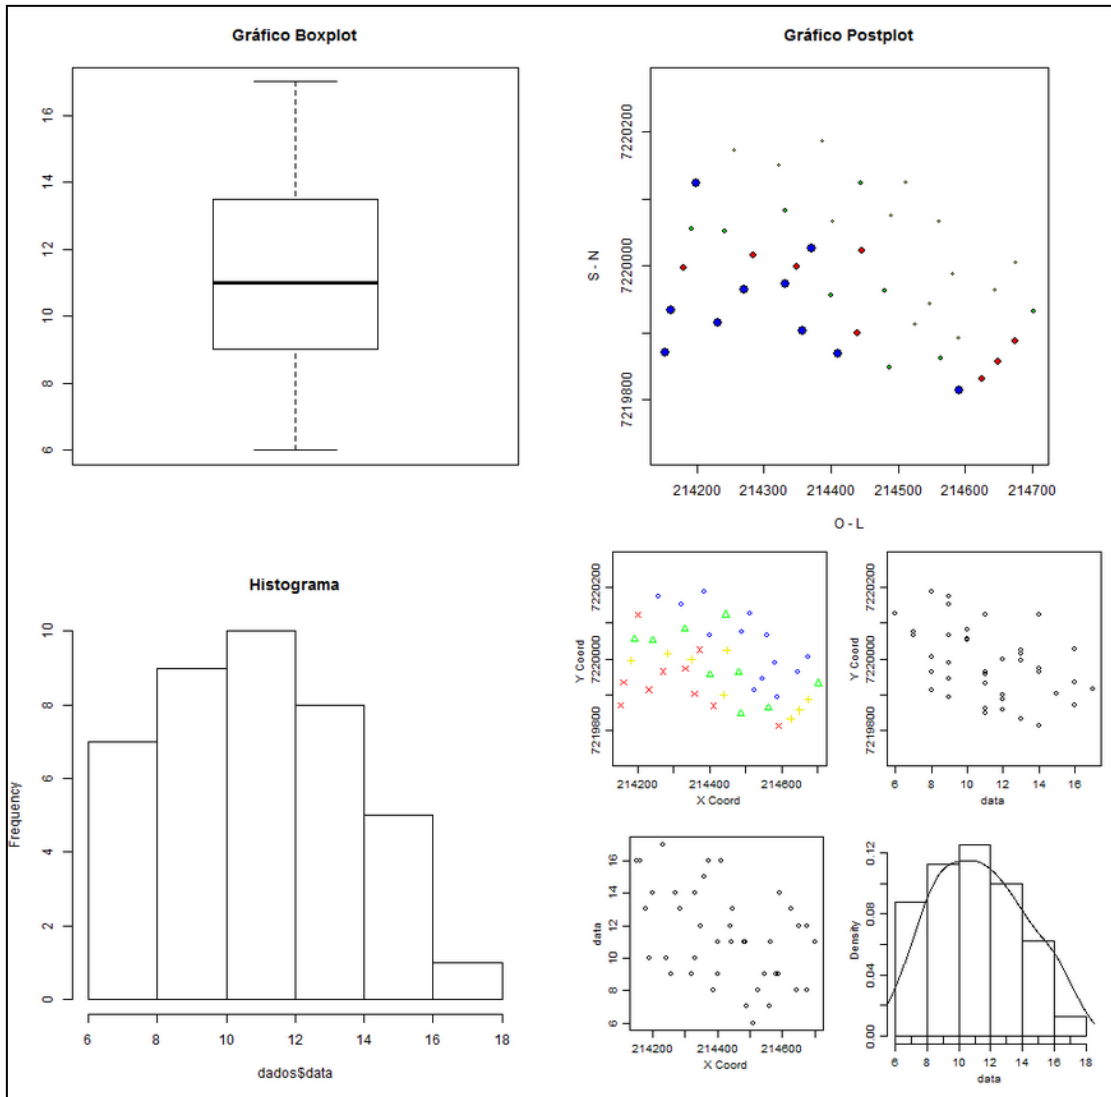 Gráfico Boxplot
16
14
12
10
8
6
Gráfico Postplot
S - N
7220200
7220000
7219800
214200 214300 214400 214500 214600 214700
O - L
Histograma
Frequency
10
8
6
4
2
0
6 8 10 12 14 16 18
dados$data
Y Coord
7220200
7220000
7219800
214200 214400 214600
X Coord
Y Coord
7220200
7220000
7219800
6 8 10 12 14 16
data
data
16
14
12
10
8
6
214200 214400 214600
X Coord
Density
0.12
0.08
0.04
0.00
6 8 10 12 14 16 18
data